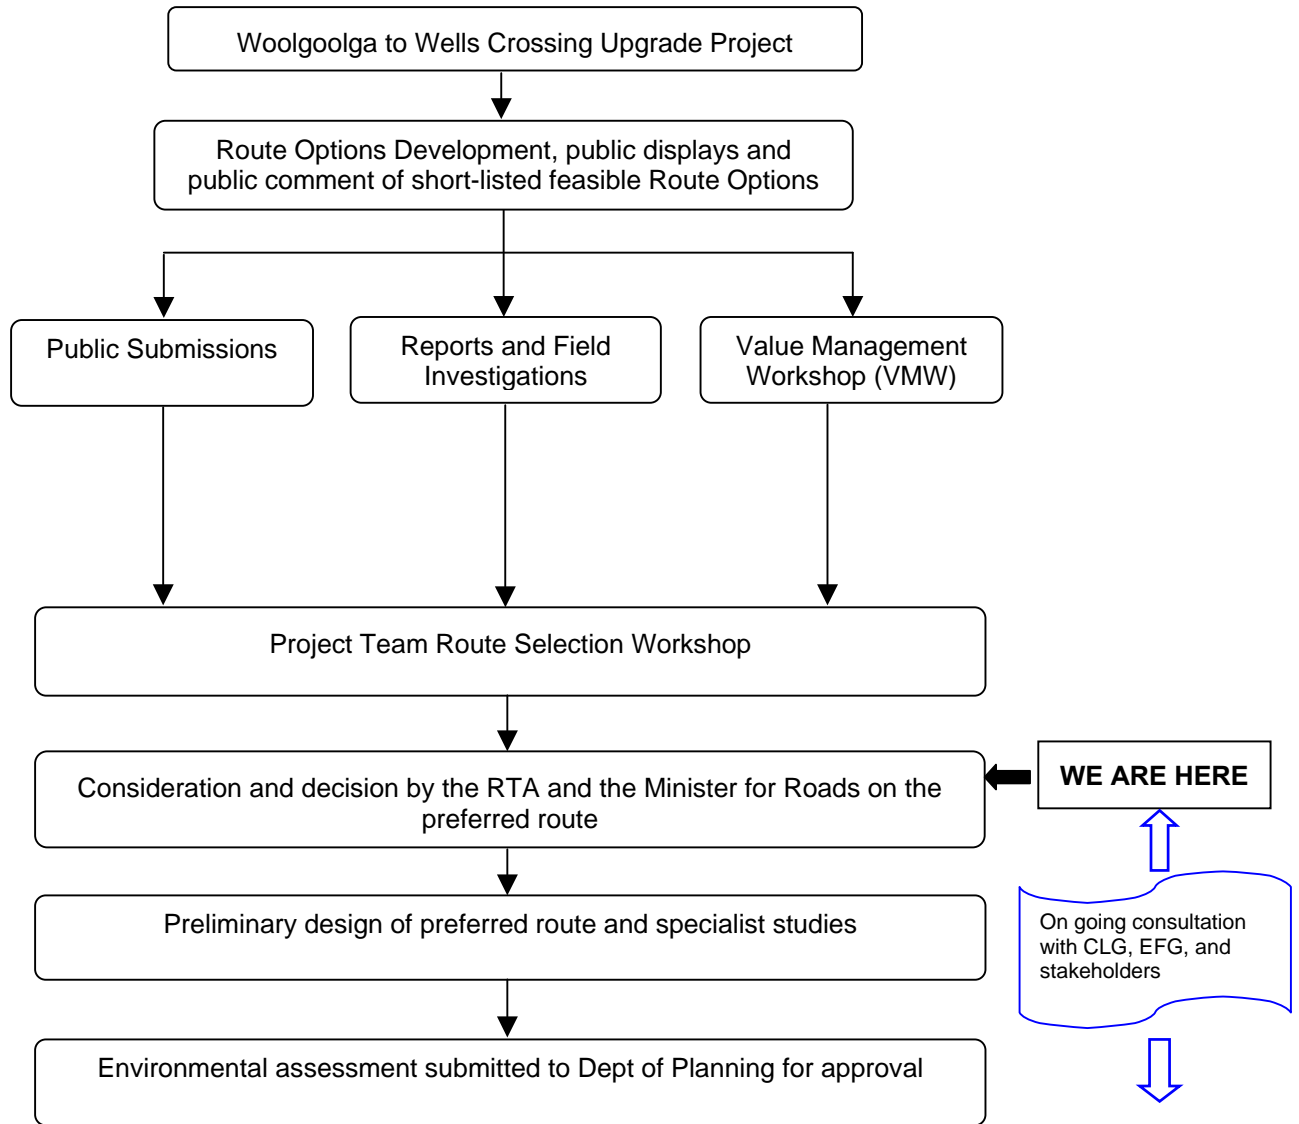 Woolgoolga to Wells Crossing Upgrade Project
Route Options Development, public displays and
public comment of short-listed feasible Route Options
Public Submissions
Reports and Field
Investigations
Value Management
Workshop (VMW)
Project Team Route Selection Workshop
Consideration and decision by the RTA and the Minister for Roads on the
preferred route
WE ARE HERE
Preliminary design of preferred route and specialist studies
On going consultation
with CLG, EFG, and
stakeholders
Environmental assessment submitted to Dept of Planning for approval